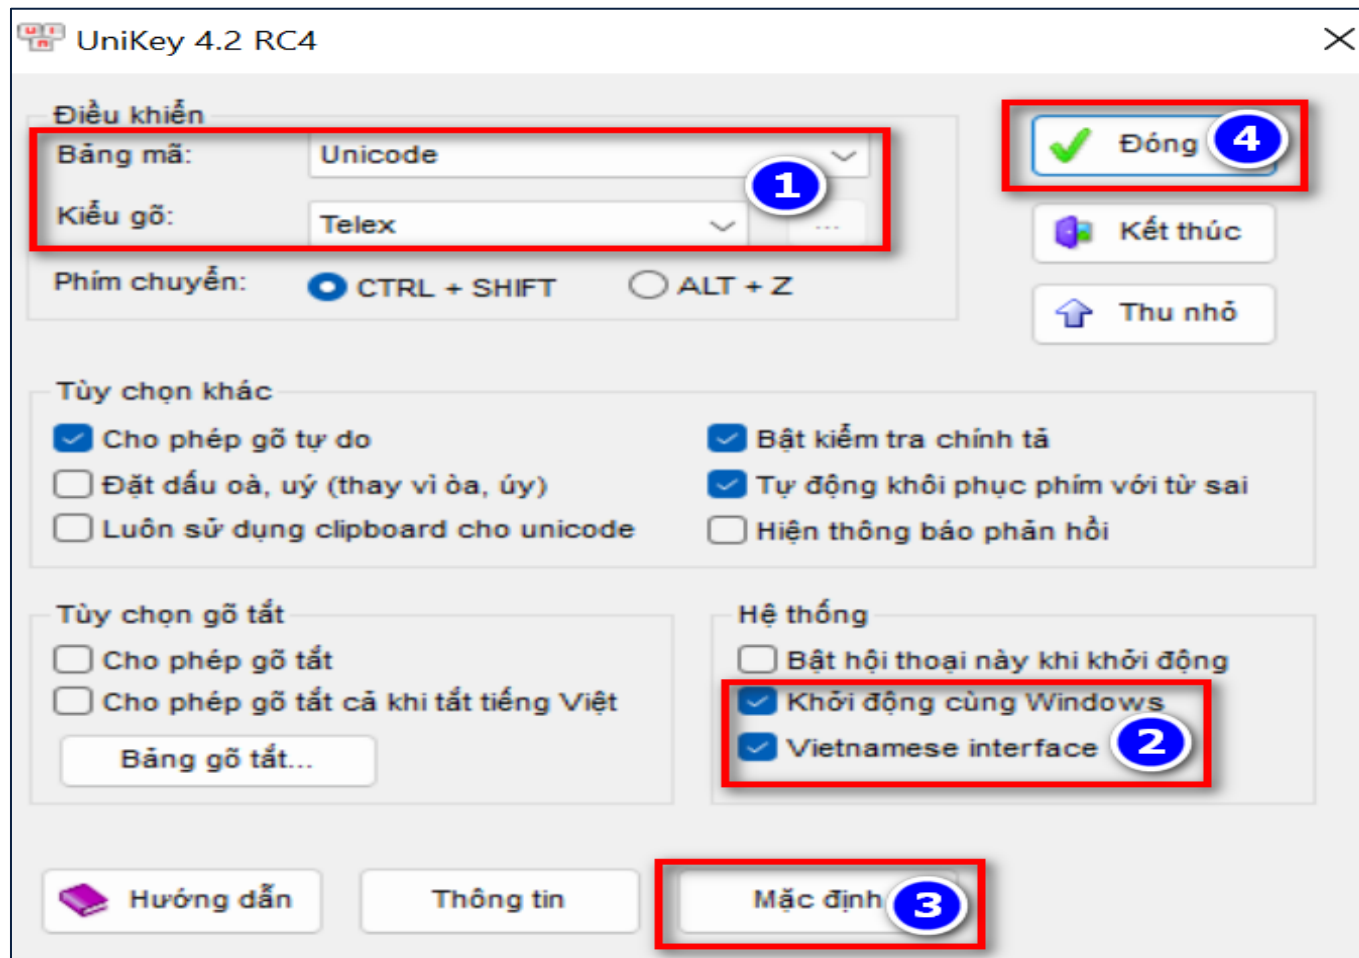 UniKey 4.2 RC4
Điều khiển
Bảng mã: Unicode
1
Kiểu gõ: Telex ...
Phím chuyển: CTRL + SHIFT ALT + Z
Đóng 4
Kết thúc
Thu nhỏ
Tùy chọn khác
Cho phép gõ tự do
Đặt dấu oà, uý (thay vì òa, úy)
Luôn sử dụng clipboard cho unicode
Bật kiểm tra chính tả
Tự động khôi phục phím với từ sai
Hiện thông báo phản hồi
Tùy chọn gõ tắt
Cho phép gõ tắt
Cho phép gõ tắt cả khi tắt tiếng Việt
Bảng gõ tắt...
Hệ thống
Bật hội thoại này khi khởi động
Khởi động cùng Windows
Vietnamese interface 2
Hướng dẫn
Thông tin
Mặc định 3